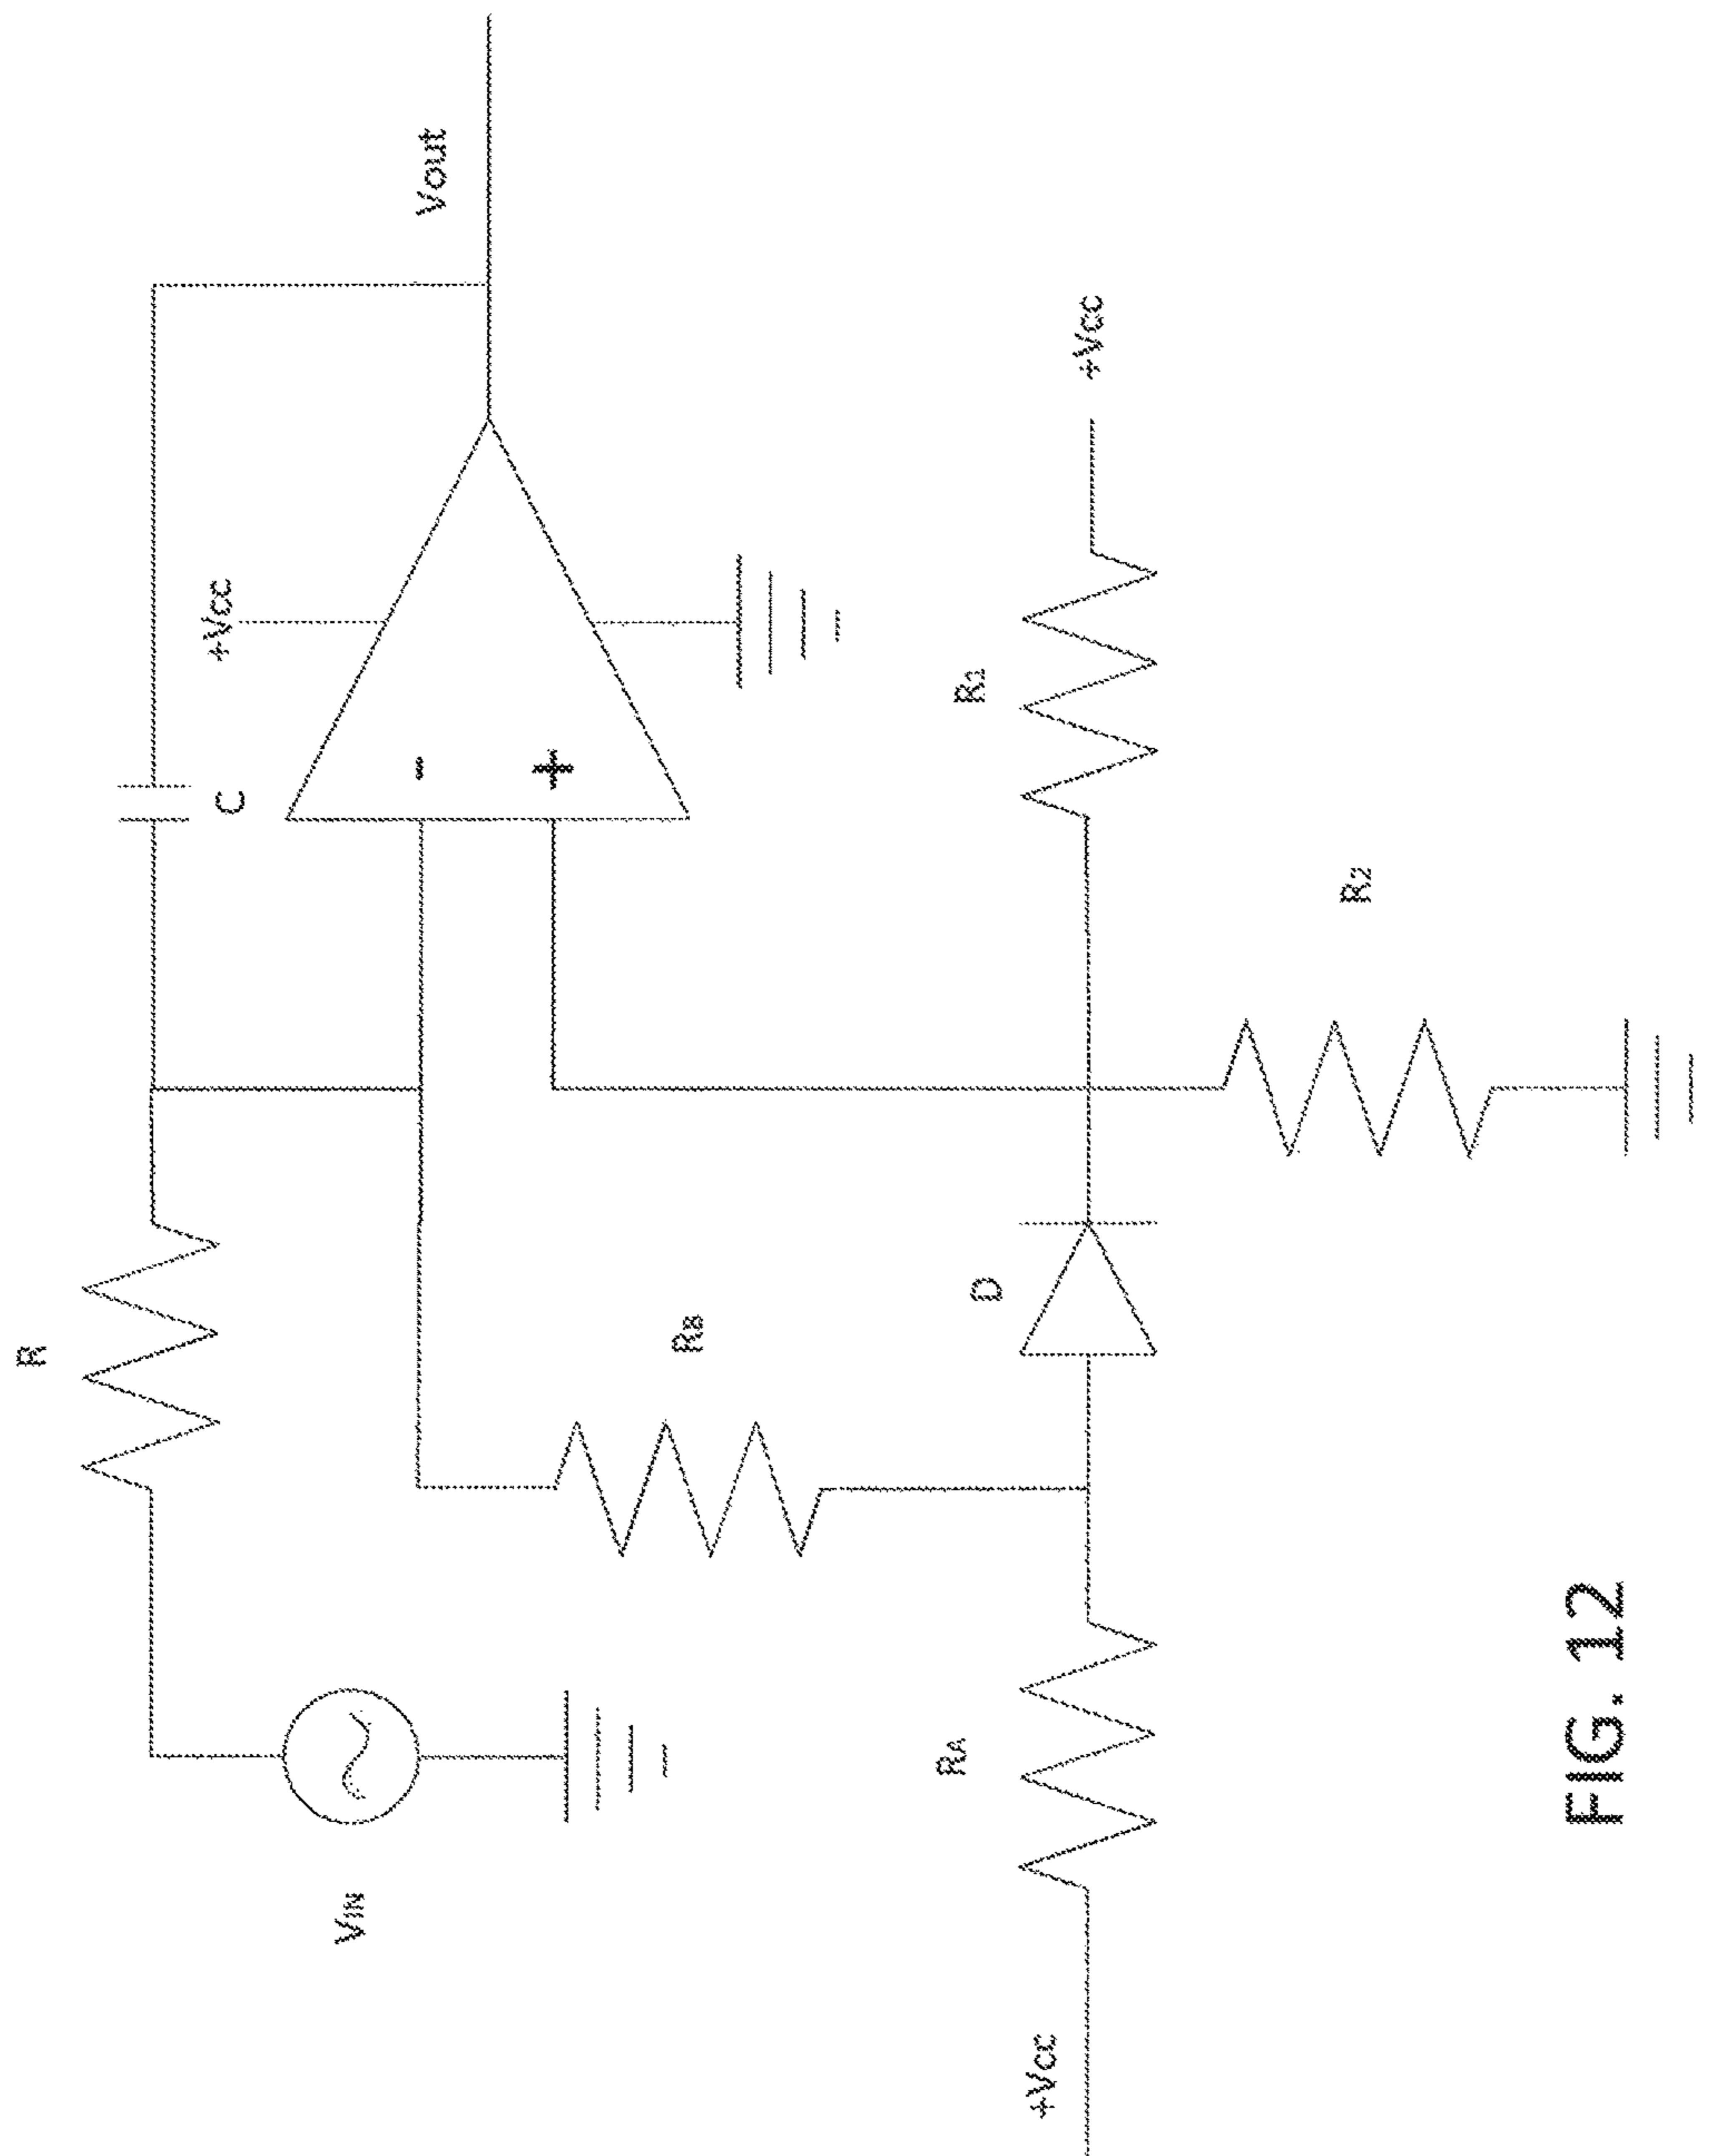 R
VIN
C
+Vcc
Vout
-
+
RB
RA
D
R1
+Vcc
+Vcc
R2
FIG. 12